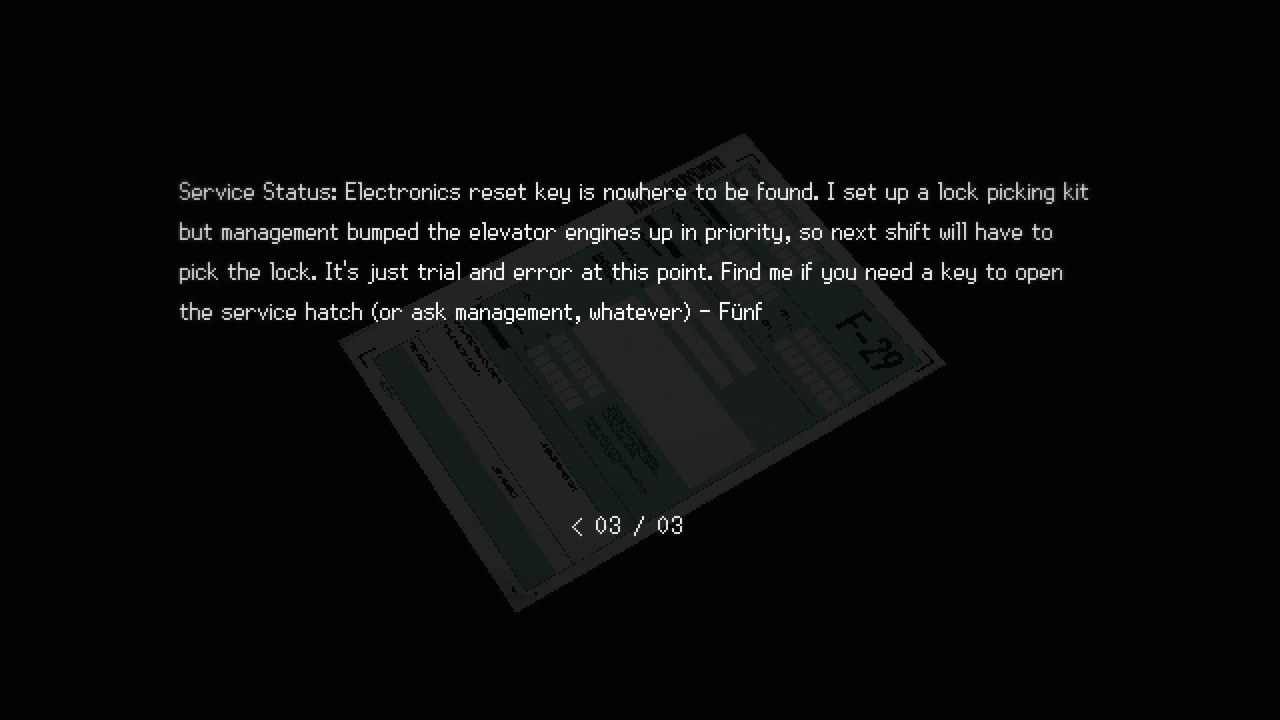 Service Status: Electronics reset key is nowhere to be found. I set up a lock picking kit
but management bumped the elevator engines up in priority, so next shift will have to
pick the lock. It's just trial and error at this point. Find me if you need a key to open
the service hatch (or ask management, whatever) - Fünf
F-29
< 03 / 03